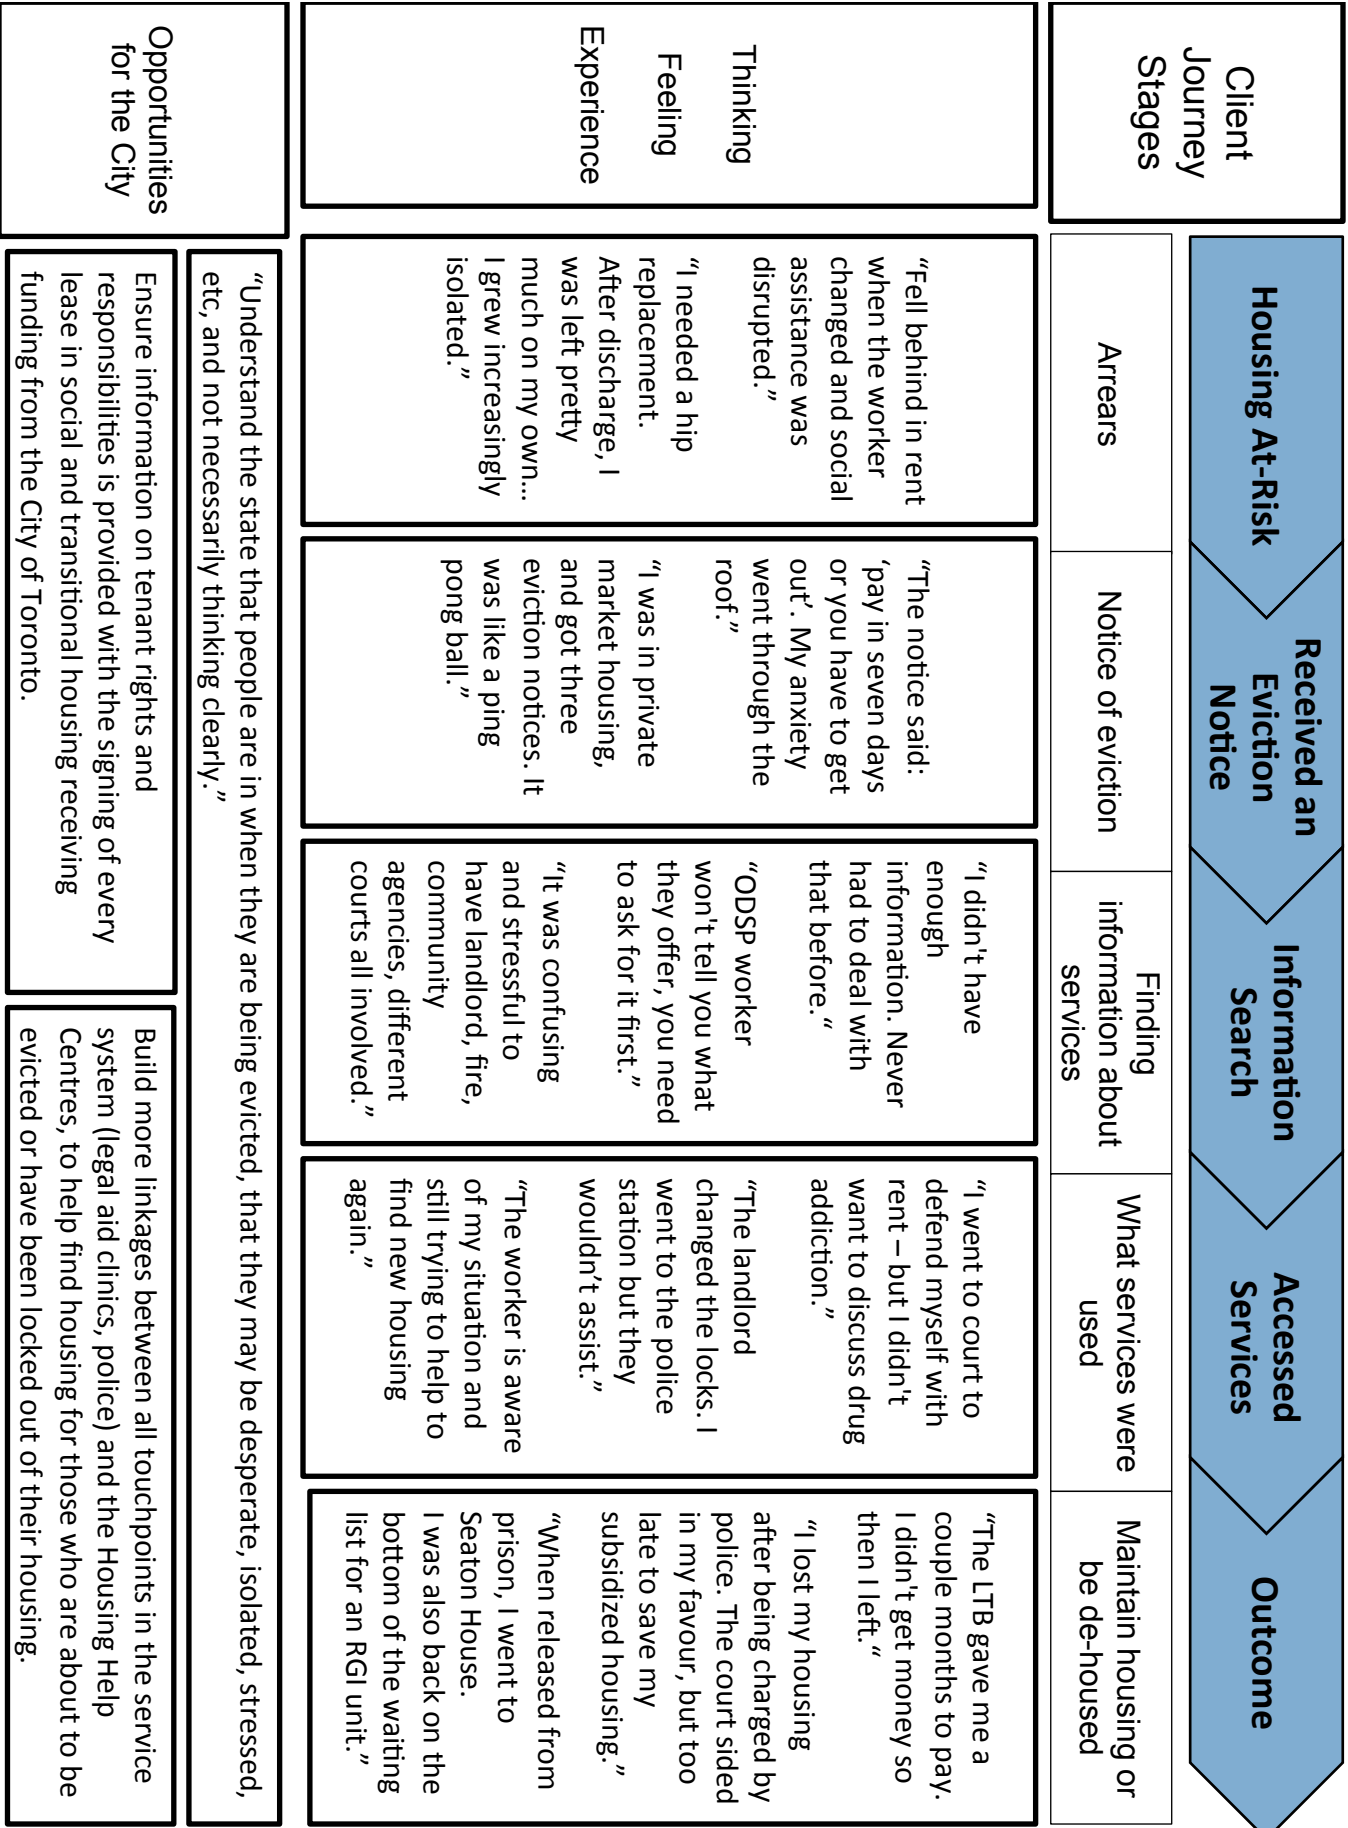 Client
Journey
Stages
Housing At-Risk
Received an
Eviction
Notice
Information
Search
Accessed
Services
Outcome
Arrears
Notice of eviction
Finding
information about
services
What services were
used
Maintain housing or
be de-housed
Thinking
Feeling
Experience
“Fell behind in rent
when the worker
changed and social
assistance was
disrupted.”
“I needed a hip
replacement.
After discharge, I
was left pretty
much on my own...
I grew increasingly
isolated.”
“The notice said:
‘pay in seven days
or you have to get
out’. My anxiety
went through the
roof.”
“I was in private
market housing,
and got three
eviction notices. It
was like a ping
pong ball.”
“I didn't have
enough
information. Never
had to deal with
that before.“
“ODSP worker
won't tell you what
they offer, you need
to ask for it first.”
“It was confusing
and stressful to
have landlord, fire,
community
agencies, different
courts all involved.”
“I went to court to
defend myself with
rent – but I didn't
want to discuss drug
addiction.”
“The landlord
changed the locks. I
went to the police
station but they
wouldn’t assist.”
“The worker is aware
of my situation and
still trying to help to
find new housing
again.”
“The LTB gave me a
couple months to pay.
I didn't get money so
then I left.“
“I lost my housing
after being charged by
police. The court sided
in my favour, but too
late to save my
subsidized housing.”
“When released from
prison, I went to
Seaton House.
I was also back on the
bottom of the waiting
list for an RGI unit.”
Opportunities
for the City
“Understand the state that people are in when they are being evicted, that they may be desperate, isolated, stressed,
etc, and not necessarily thinking clearly.”
Ensure information on tenant rights and
responsibilities is provided with the signing of every
lease in social and transitional housing receiving
funding from the City of Toronto.
Build more linkages between all touchpoints in the service
system (legal aid clinics, police) and the Housing Help
Centres, to help find housing for those who are about to be
evicted or have been locked out of their housing.